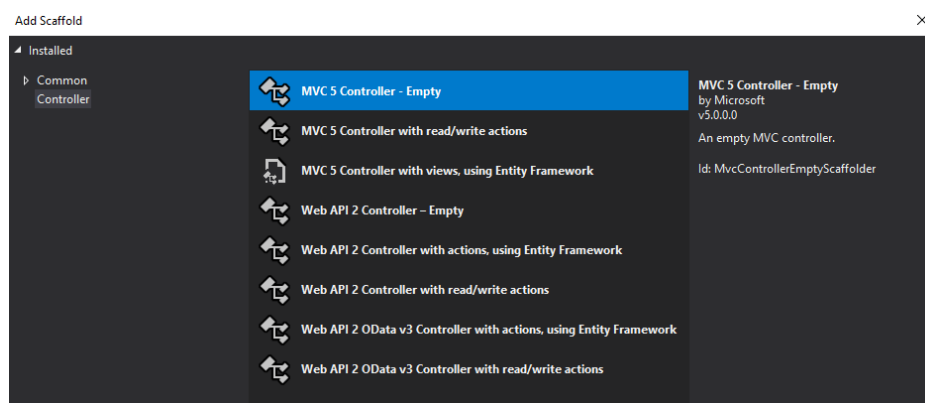 Add Scaffold
Installed
Common
Controller
MVC 5 Controller - Empty
MVC 5 Controller with read/write actions
MVC 5 Controller with views, using Entity Framework
Web API 2 Controller – Empty
Web API 2 Controller with actions, using Entity Framework
Web API 2 Controller with read/write actions
Web API 2 OData v3 Controller with actions, using Entity Framework
Web API 2 OData v3 Controller with read/write actions
MVC 5 Controller - Empty
by Microsoft
v5.0.0.0
An empty MVC controller.
Id: MvcControllerEmptyScaffolder